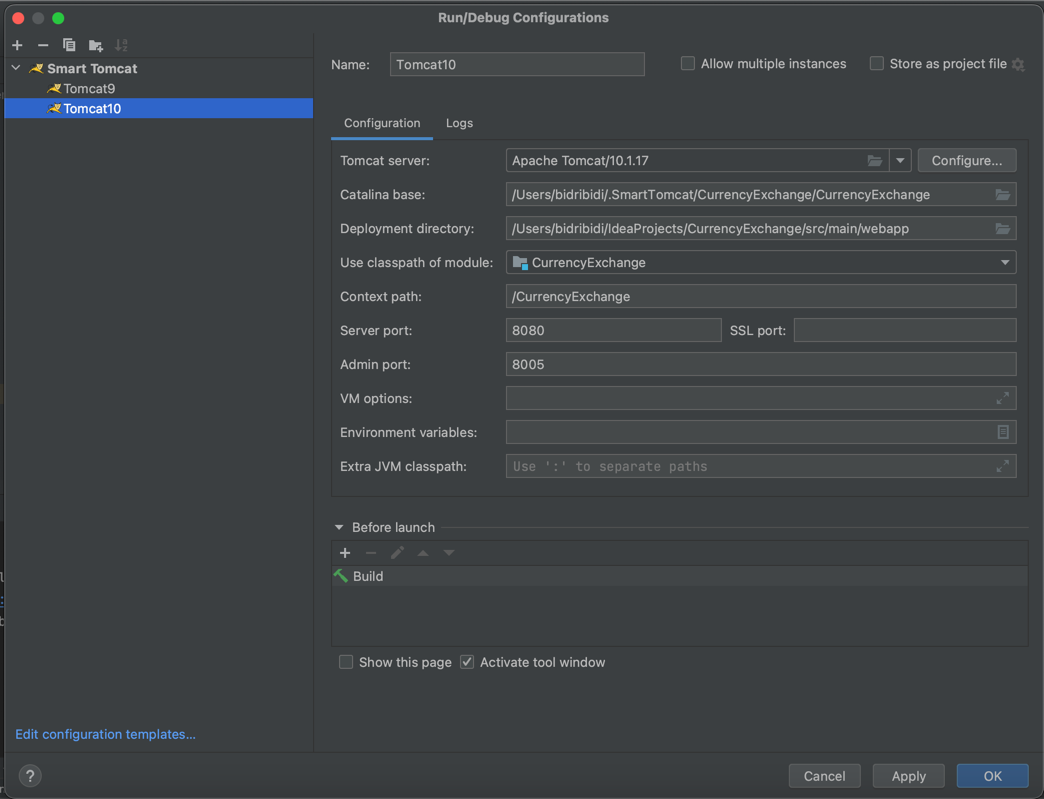 Run/Debug Configurations
Smart Tomcat
Tomcat9
Tomcat10
Edit configuration templates...
Name: Tomcat10 Allow multiple instances Store as project file
Configuration Logs
Tomcat server: Apache Tomcat/10.1.17 Configure...
Catalina base: /Users/bidribidi/.SmartTomcat/CurrencyExchange/CurrencyExchange
Deployment directory: /Users/bidribidi/IdeaProjects/CurrencyExchange/src/main/webapp
Use classpath of module: CurrencyExchange
Context path: /CurrencyExchange
Server port: 8080 SSL port:
Admin port: 8005
VM options:
Environment variables:
Extra JVM classpath: Use ':' to separate paths
Before launch
Build
Show this page Activate tool window
? Cancel Apply OK